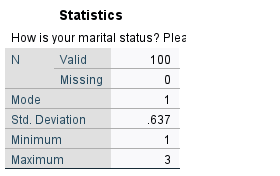 Statistics
How is your marital status? Plea
N Valid 100
Missing 0
Mode 1
Std. Deviation .637
Minimum 1
Maximum 3